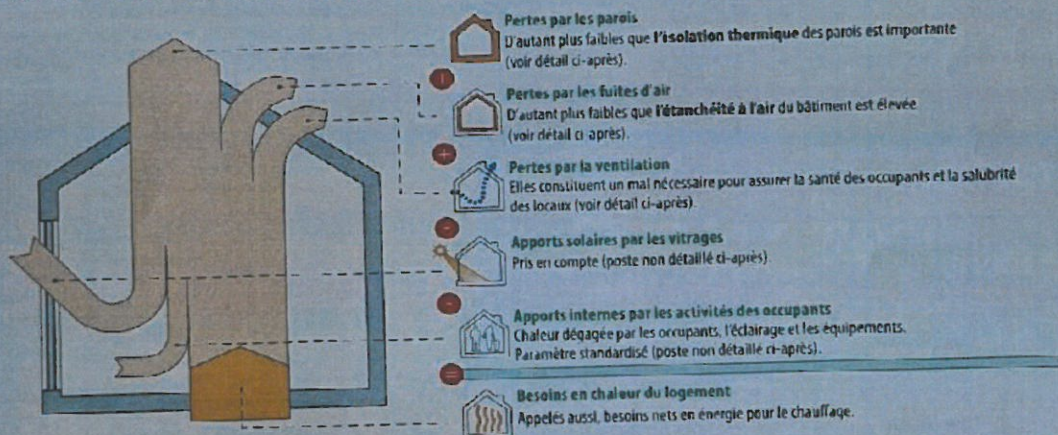 Pertes par les parois
D'autant plus faibles que l'isolation thermique des parois est importante
(voir détail ci-après).
+
Pertes par les fuites d'air
D'autant plus faibles que l'étanchéité à l'air du bâtiment est élevée
(voir détail ci-après).
+
Pertes par la ventilation
Elles constituent un mal nécessaire pour assurer la santé des occupants et la salubrité
des locaux (voir détail ci-après).
-
Apports solaires par les vitrages
Pris en compte (poste non détaillé ci-après)
-
Apports internes par les activités des occupants
Chaleur dégagée par les occupants, l'éclairage et les équipements.
Paramètre standardisé (poste non détaillé ci-après).
=
Besoins en chaleur du logement
Appelés aussi, besoins nets en énergie pour le chauffage.